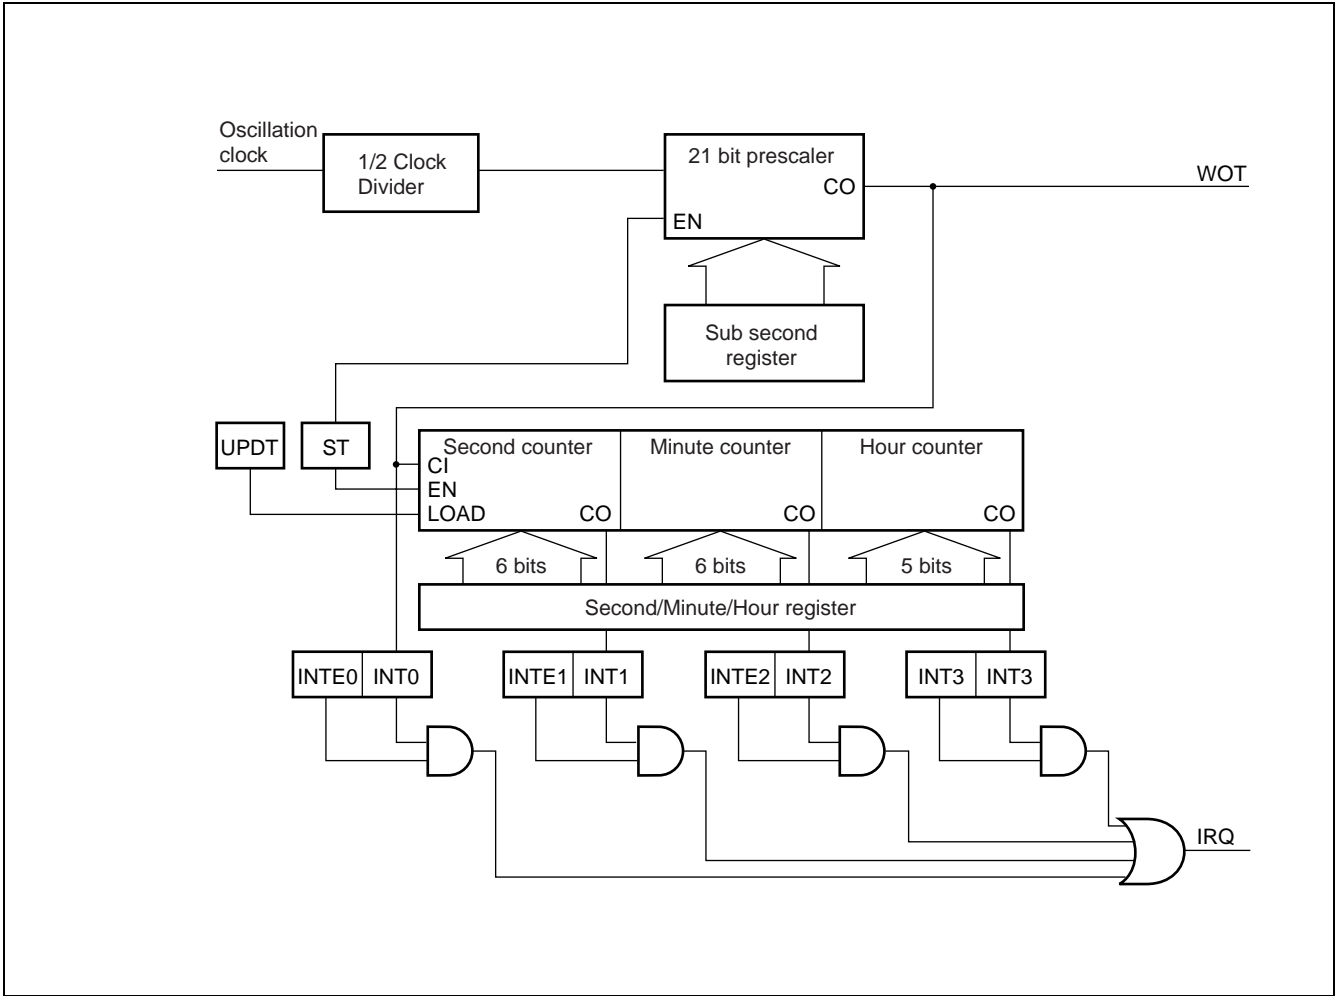 Oscillation
clock
1/2 Clock
Divider
21 bit prescaler
CO
EN
WOT
Sub second
register
UPDT
ST
Second counter
CI
EN
LOAD
CO
Minute counter
CO
Hour counter
CO
6 bits
6 bits
5 bits
Second/Minute/Hour register
INTE0 INT0
INTE1 INT1
INTE2 INT2
INT3 INT3
IRQ